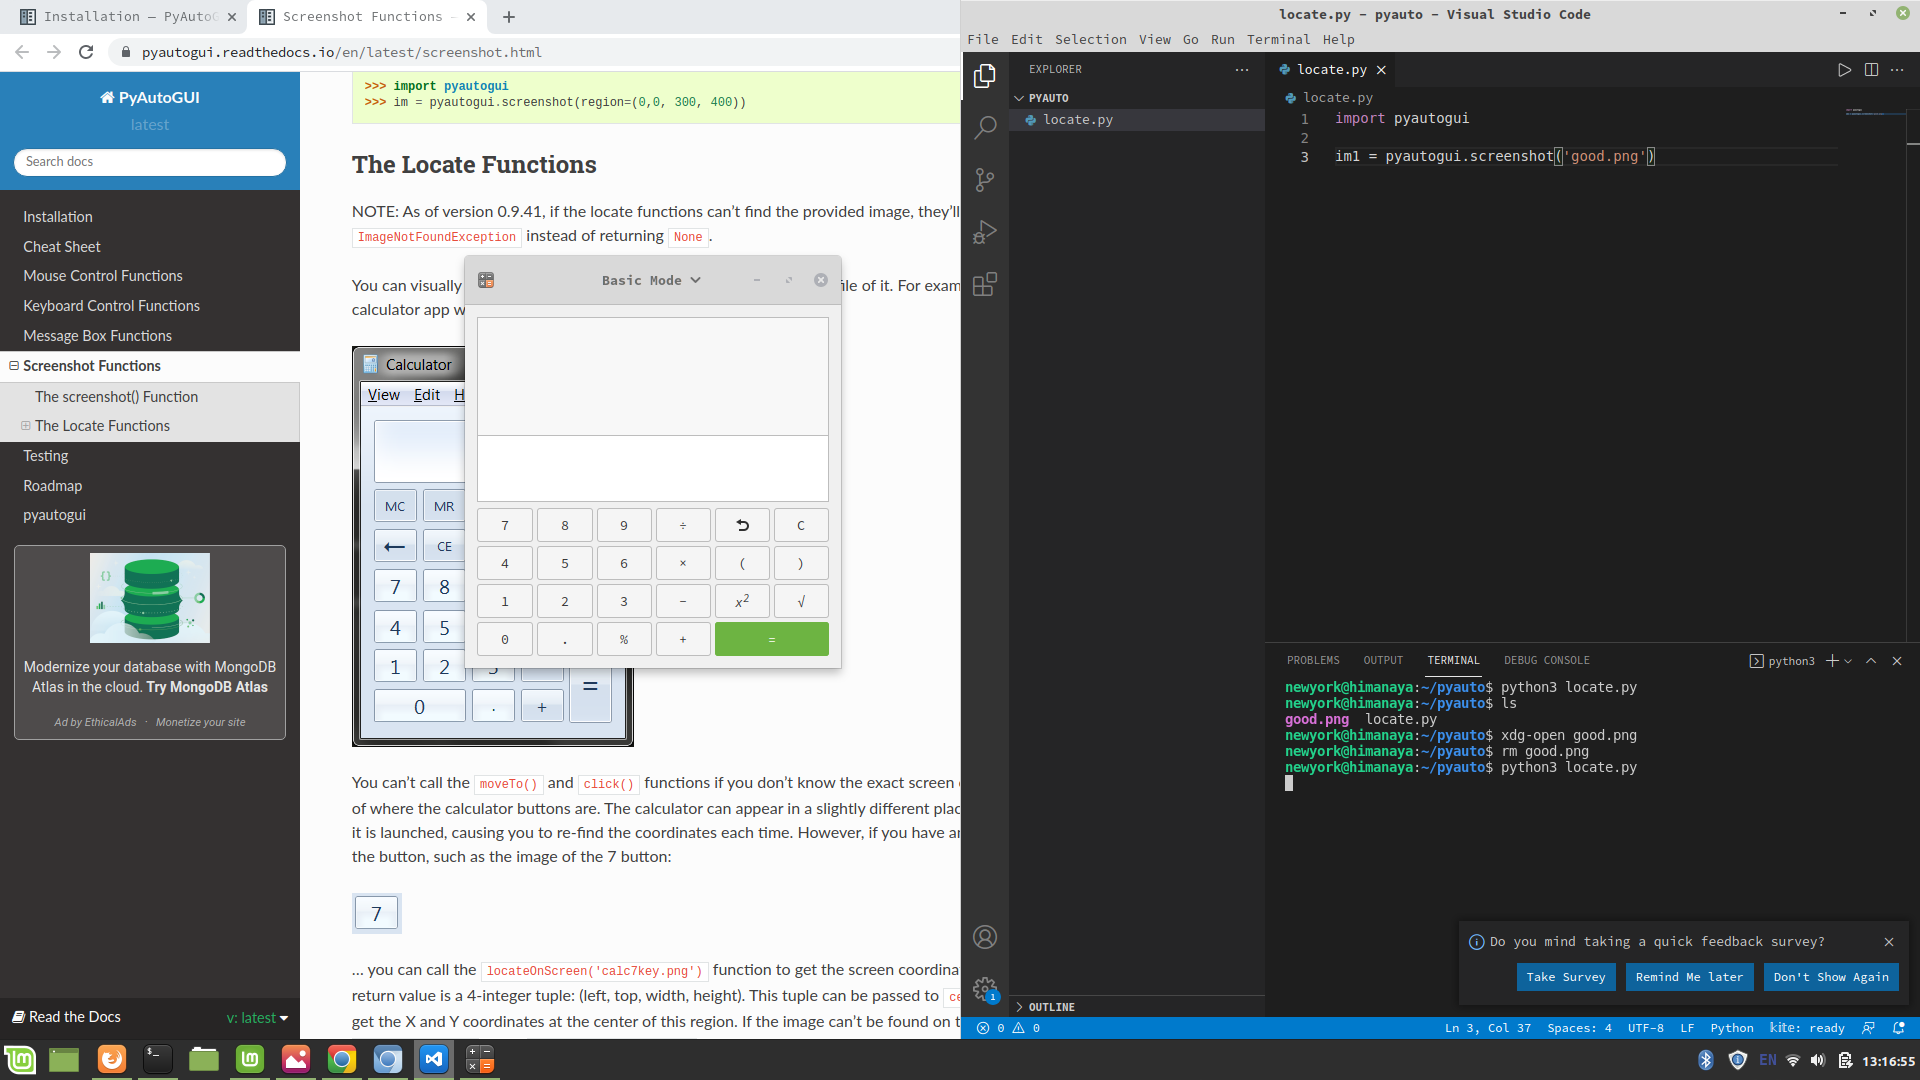 Installation — PyAutoG
Screenshot Functions
pyautogui.readthedocs.io/en/latest/screenshot.html
PyAutoGUI
latest
Search docs
Installation
Cheat Sheet
Mouse Control Functions
Keyboard Control Functions
Message Box Functions
Screenshot Functions
The screenshot() Function
The Locate Functions
Testing
Roadmap
pyautogui
Modernize your database with MongoDB
Atlas in the cloud. Try MongoDB Atlas
Ad by EthicalAds · Monetize your site
Read the Docs
v: latest
>>> import pyautogui
>>> im = pyautogui.screenshot(region=(0,0, 300, 400))
The Locate Functions
NOTE: As of version 0.9.41, if the locate functions can’t find the provided image, they’ll
ImageNotFoundException instead of returning None .
You can visually
ile of it. For exam
calculator app w
Calculator
View Edit H
MC MR
← CE
7 8
4 5
1 2 3
=
0 . +
Basic Mode
7 8 9 ÷ C
4 5 6 × ( )
1 2 3 − x² √
0 . % + =
You can’t call the moveTo() and click() functions if you don’t know the exact screen
of where the calculator buttons are. The calculator can appear in a slightly different plac
it is launched, causing you to re-find the coordinates each time. However, if you have an
the button, such as the image of the 7 button:
7
... you can call the locateOnScreen('calc7key.png') function to get the screen coordina
return value is a 4-integer tuple: (left, top, width, height). This tuple can be passed to ce
get the X and Y coordinates at the center of this region. If the image can’t be found on t
locate.py - pyauto - Visual Studio Code
File Edit Selection View Go Run Terminal Help
EXPLORER
PYAUTO
locate.py
OUTLINE
locate.py
locate.py
1 import pyautogui
2
3 im1 = pyautogui.screenshot('good.png')
PROBLEMS OUTPUT TERMINAL DEBUG CONSOLE
python3
newyork@himanaya:~/pyauto$ python3 locate.py
newyork@himanaya:~/pyauto$ ls
good.png locate.py
newyork@himanaya:~/pyauto$ xdg-open good.png
newyork@himanaya:~/pyauto$ rm good.png
newyork@himanaya:~/pyauto$ python3 locate.py
Do you mind taking a quick feedback survey?
Take Survey
Remind Me later
Don't Show Again
1
0 0
Ln 3, Col 37
Spaces: 4
UTF-8
LF
Python
kite: ready
EN
13:16:55